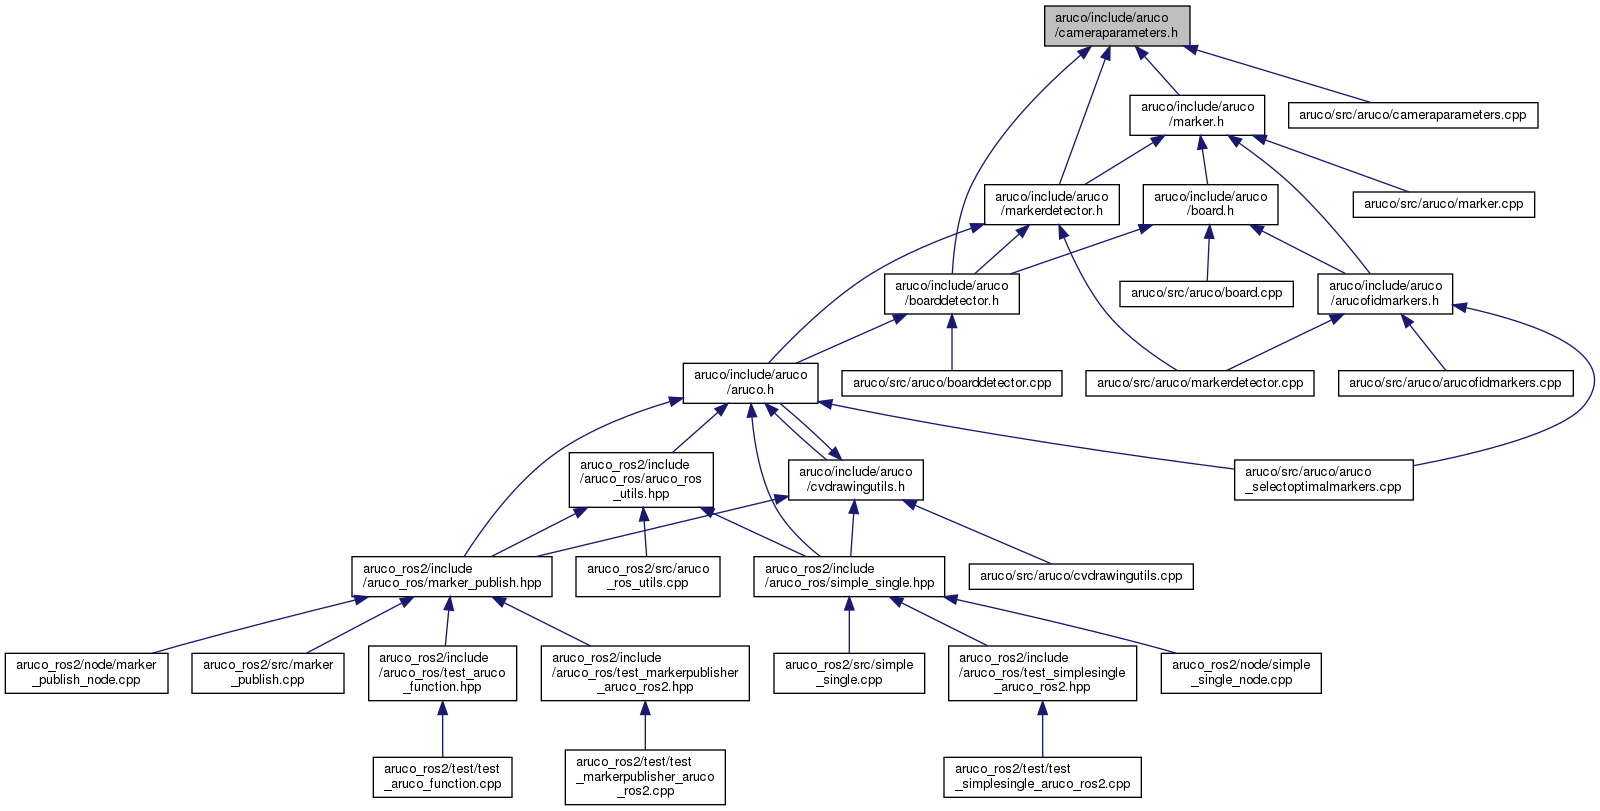 aruco/include/aruco
/cameraparameters.h
aruco/include/aruco
/marker.h
aruco/src/aruco/cameraparameters.cpp
aruco/include/aruco
/markerdetector.h
aruco/include/aruco
/board.h
aruco/src/aruco/marker.cpp
aruco/include/aruco
/boarddetector.h
aruco/src/aruco/board.cpp
aruco/include/aruco
/arucofidmarkers.h
aruco/include/aruco
/aruco.h
aruco/src/aruco/boarddetector.cpp
aruco/src/aruco/markerdetector.cpp
aruco/src/aruco/arucofidmarkers.cpp
aruco_ros2/include
/aruco_ros/aruco_ros
_utils.hpp
aruco/include/aruco
/cvdrawingutils.h
aruco/src/aruco/aruco
_selectoptimalmarkers.cpp
aruco_ros2/include
/aruco_ros/marker_publish.hpp
aruco_ros2/src/aruco
_ros_utils.cpp
aruco_ros2/include
/aruco_ros/simple_single.hpp
aruco/src/aruco/cvdrawingutils.cpp
aruco_ros2/node/marker
_publish_node.cpp
aruco_ros2/src/marker
_publish.cpp
aruco_ros2/include
/aruco_ros/test_aruco
_function.hpp
aruco_ros2/include
/aruco_ros/test_markerpublisher
_aruco_ros2.hpp
aruco_ros2/src/simple
_single.cpp
aruco_ros2/include
/aruco_ros/test_simplesingle
_aruco_ros2.hpp
aruco_ros2/node/simple
_single_node.cpp
aruco_ros2/test/test
_aruco_function.cpp
aruco_ros2/test/test
_markerpublisher_aruco
_ros2.cpp
aruco_ros2/test/test
_simplesingle_aruco_ros2.cpp